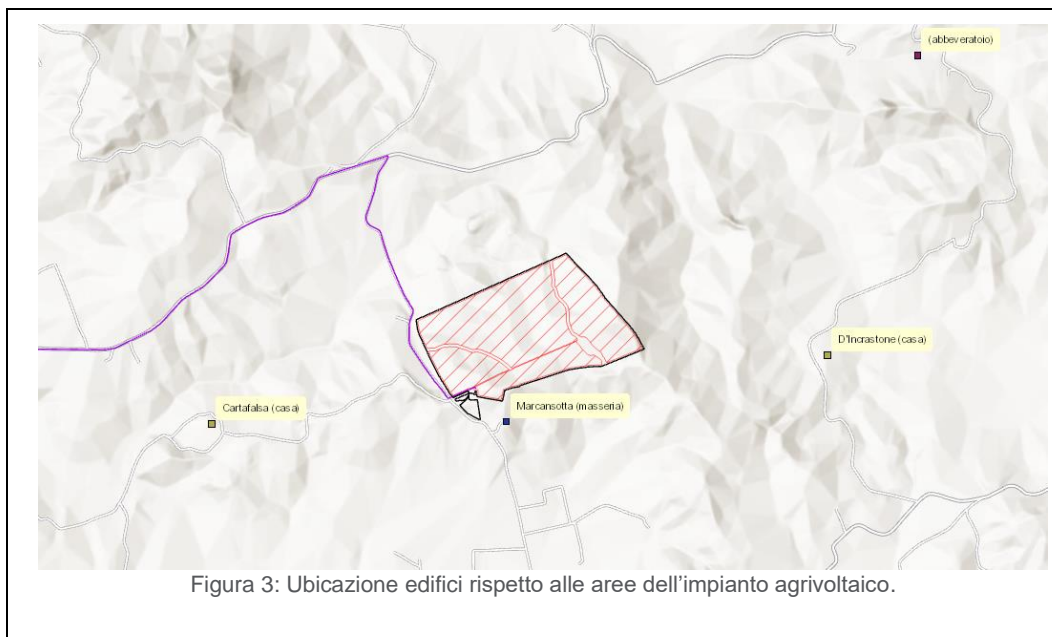 (abbeveratoio)
D'Incrastone (casa)
Cartafalsa (casa)
Marcansotta (masseria)
Figura 3: Ubicazione edifici rispetto alle aree dell'impianto agrivoltaico.